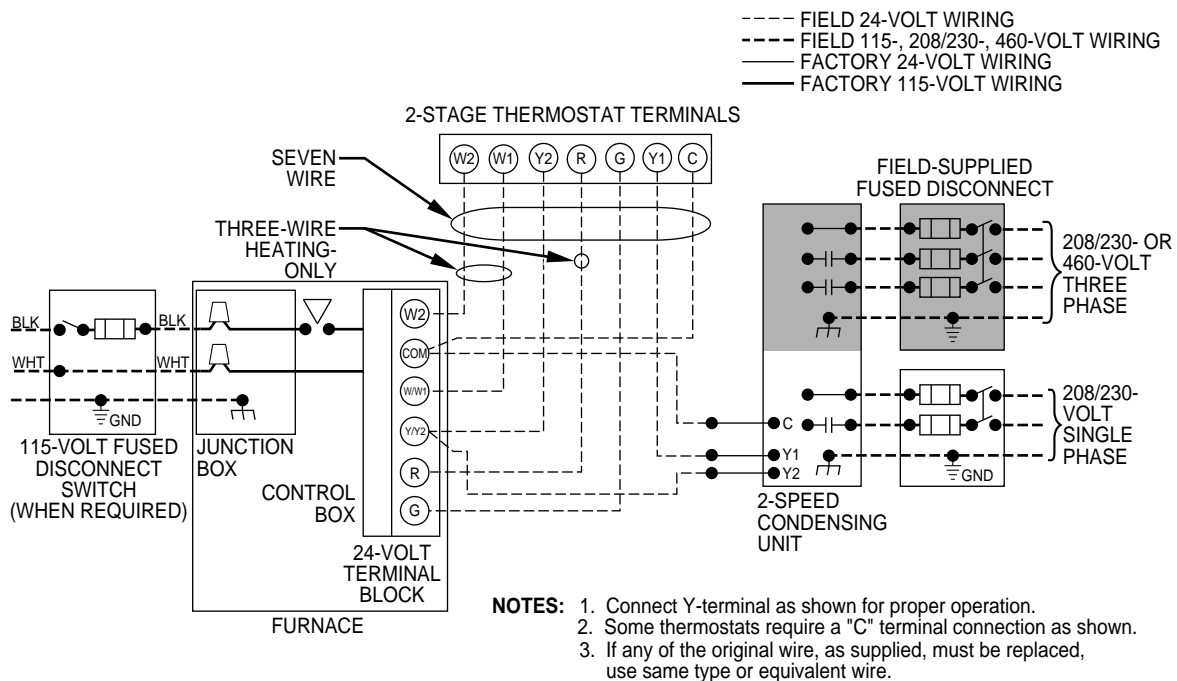 FIELD 24-VOLT WIRING
FIELD 115-, 208/230-, 460-VOLT WIRING
FACTORY 24-VOLT WIRING
FACTORY 115-VOLT WIRING
2-STAGE THERMOSTAT TERMINALS
W2 W1 Y2 R G Y1 C
SEVEN
WIRE
THREE-WIRE
HEATING-
ONLY
FIELD-SUPPLIED
FUSED DISCONNECT
208/230- OR
460-VOLT
THREE
PHASE
BLK
BLK
WHT
WHT
GND
115-VOLT FUSED
DISCONNECT
SWITCH
(WHEN REQUIRED)
JUNCTION
BOX
CONTROL
BOX
W2
COM
W/W1
Y/Y2
R
G
24-VOLT
TERMINAL
BLOCK
FURNACE
C
Y1
Y2
GND
208/230-
VOLT
SINGLE
PHASE
2-SPEED
CONDENSING
UNIT
NOTES: 1. Connect Y-terminal as shown for proper operation.
2. Some thermostats require a "C" terminal connection as shown.
3. If any of the original wire, as supplied, must be replaced,
use same type or equivalent wire.